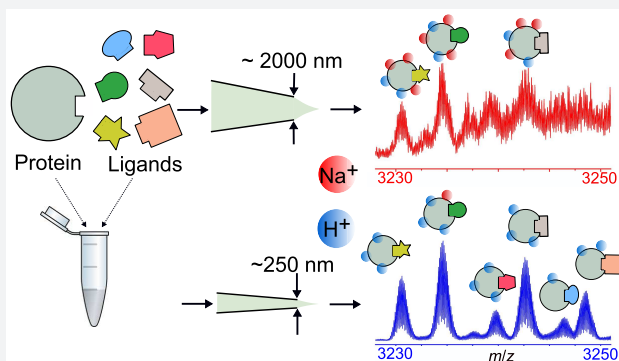 ~ 2000 nm
Protein Ligands
3230 3250
Na+
H+
~250 nm
3230 m/z 3250